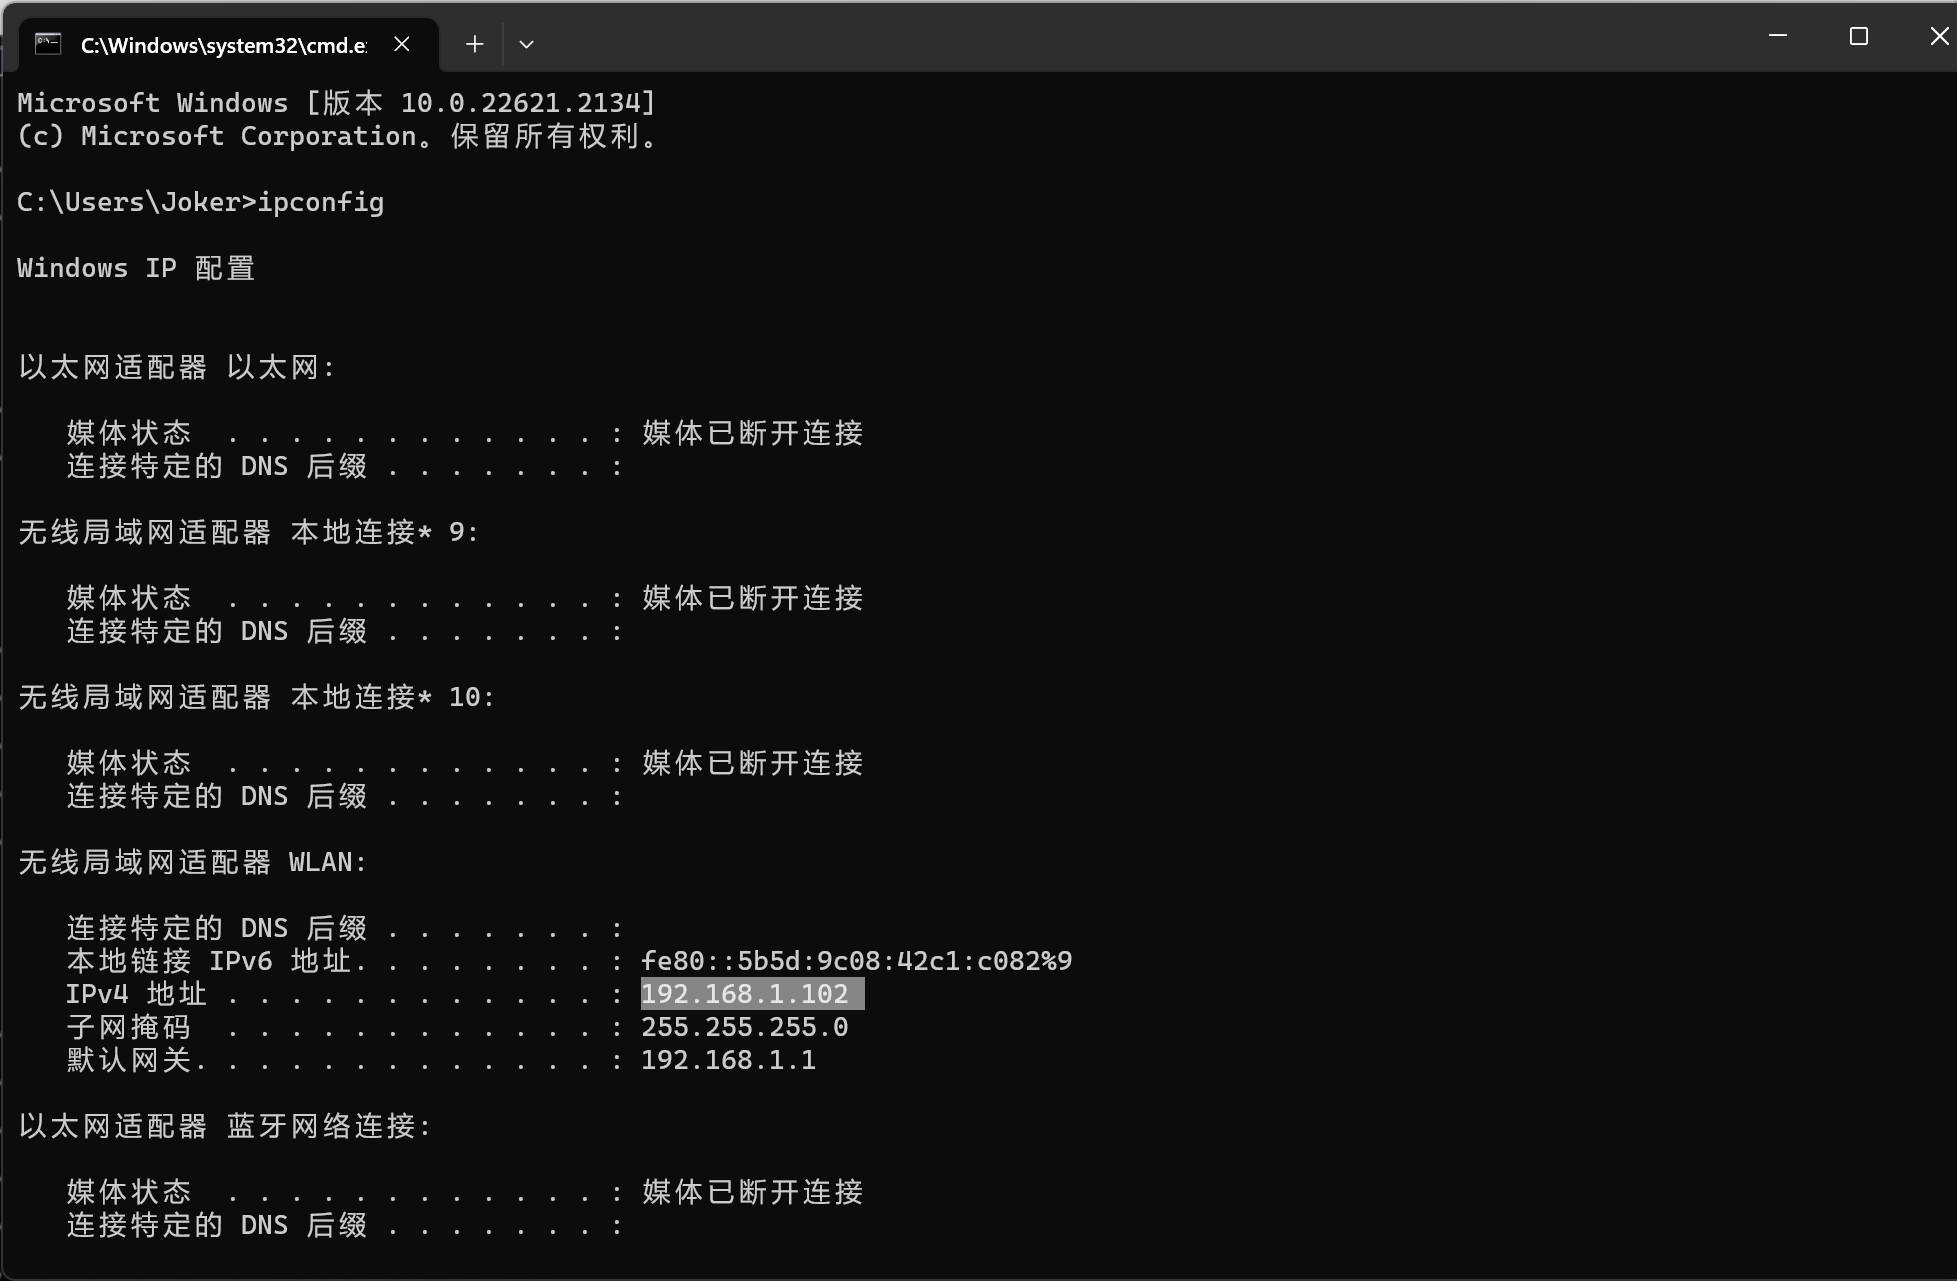 C:\Windows\system32\cmd.e
Microsoft Windows [版本 10.0.22621.2134]
(c) Microsoft Corporation。保留所有权利。
C:\Users\Joker>ipconfig
Windows IP 配置
以太网适配器 以太网:
媒体状态  . . . . . . . . . . . . : 媒体已断开连接
连接特定的 DNS 后缀 . . . . . . . :
无线局域网适配器 本地连接* 9:
媒体状态  . . . . . . . . . . . . : 媒体已断开连接
连接特定的 DNS 后缀 . . . . . . . :
无线局域网适配器 本地连接* 10:
媒体状态  . . . . . . . . . . . . : 媒体已断开连接
连接特定的 DNS 后缀 . . . . . . . :
无线局域网适配器 WLAN:
连接特定的 DNS 后缀 . . . . . . . :
本地链接 IPv6 地址. . . . . . . . : fe80::5b5d:9c08:42c1:c082%9
IPv4 地址 . . . . . . . . . . . . : 192.168.1.102
子网掩码  . . . . . . . . . . . . : 255.255.255.0
默认网关. . . . . . . . . . . . . : 192.168.1.1
以太网适配器 蓝牙网络连接:
媒体状态  . . . . . . . . . . . . : 媒体已断开连接
连接特定的 DNS 后缀 . . . . . . . :